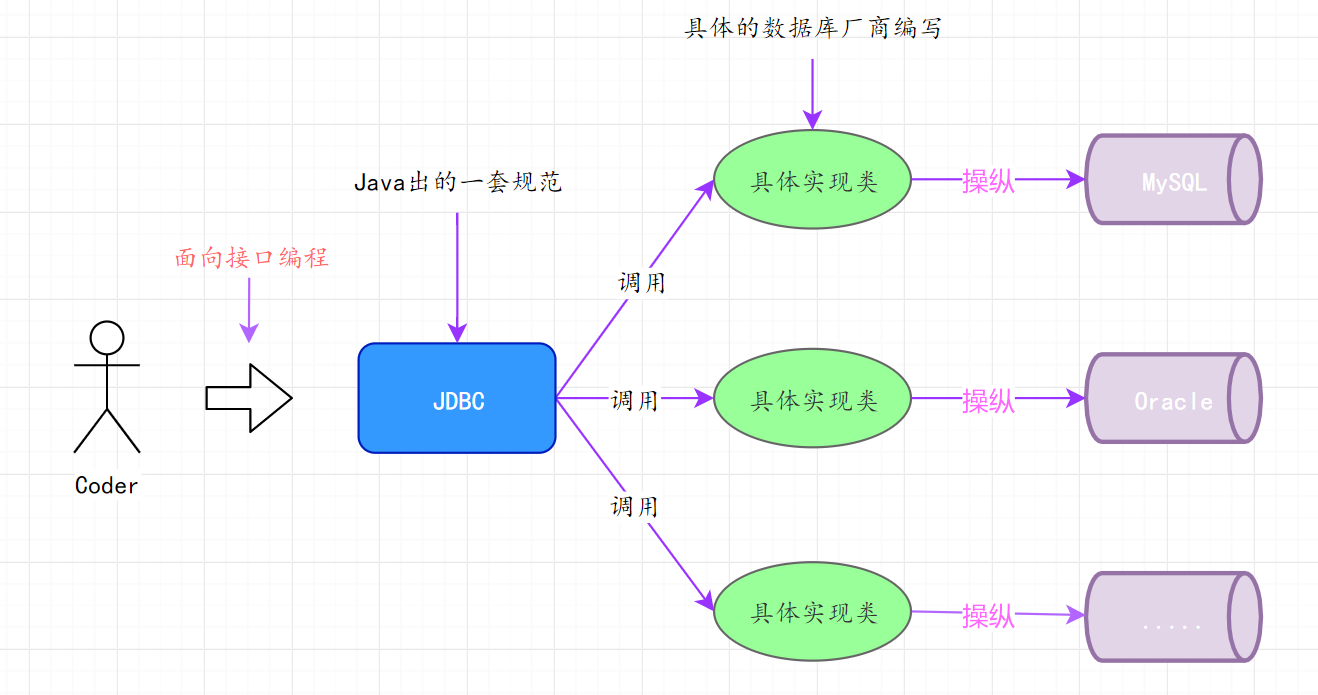 具体的数据库厂商编写
Java出的一套规范
面向接口编程
Coder
JDBC
调用
调用
调用
具体实现类
操纵
MySQL
具体实现类
操纵
Oracle
具体实现类
操纵
.....